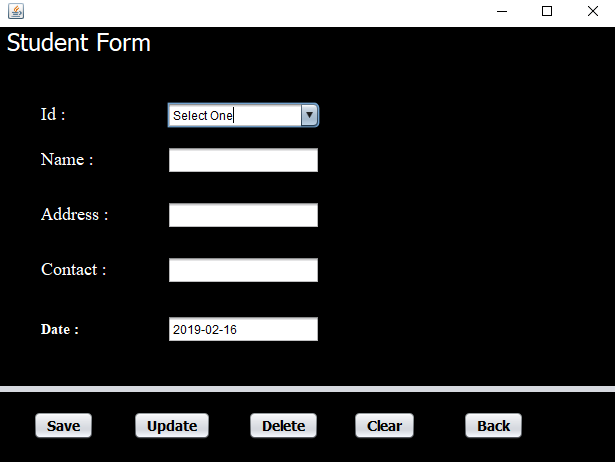 Student Form
Id : Select One
Name :
Address :
Contact :
Date : 2019-02-16
Save Update Delete Clear Back